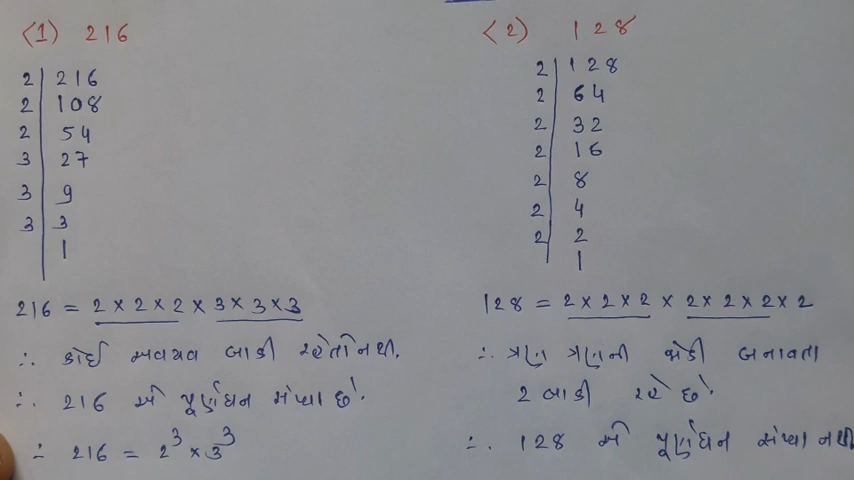 (1) 216
2 | 216
2 | 108
2 | 54
3 | 27
3 | 9
3 | 3
1
216 = 2 × 2 × 2 × 3 × 3 × 3
∴ કોઈ અવયવ બાકી રહેતો નથી.
∴ 216 એ પૂર્ણઘન સંખ્યા છે.
∴ 216 = 2³ × 3³
(2) 128
2 | 128
2 | 64
2 | 32
2 | 16
2 | 8
2 | 4
2 | 2
1
128 = 2 × 2 × 2 × 2 × 2 × 2 × 2
∴ ત્રણ ત્રણની જોડી બનાવતા
2 બાકી રહે છે.
∴ 128 એ પૂર્ણઘન સંખ્યા નથી